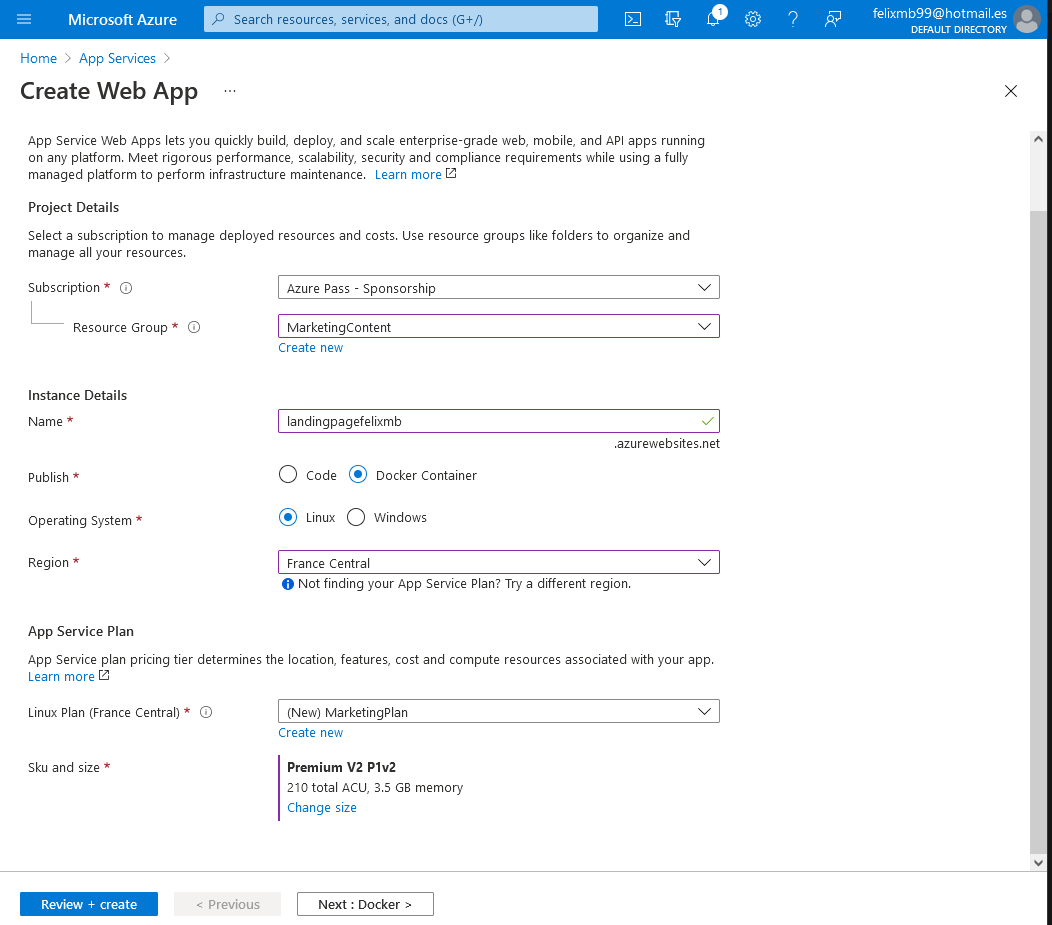 Microsoft Azure
Search resources, services, and docs (G+/)
1
felixmb99@hotmail.es
DEFAULT DIRECTORY
Home > App Services >
Create Web App ...
App Service Web Apps lets you quickly build, deploy, and scale enterprise-grade web, mobile, and API apps running
on any platform. Meet rigorous performance, scalability, security and compliance requirements while using a fully
managed platform to perform infrastructure maintenance. Learn more
Project Details
Select a subscription to manage deployed resources and costs. Use resource groups like folders to organize and
manage all your resources.
Subscription *
Azure Pass - Sponsorship
Resource Group *
MarketingContent
Create new
Instance Details
Name *
landingpagefelixmb
.azurewebsites.net
Publish *
Code Docker Container
Operating System *
Linux Windows
Region *
France Central
Not finding your App Service Plan? Try a different region.
App Service Plan
App Service plan pricing tier determines the location, features, cost and compute resources associated with your app.
Learn more
Linux Plan (France Central) *
(New) MarketingPlan
Create new
Sku and size *
Premium V2 P1v2
210 total ACU, 3.5 GB memory
Change size
Review + create
< Previous
Next : Docker >